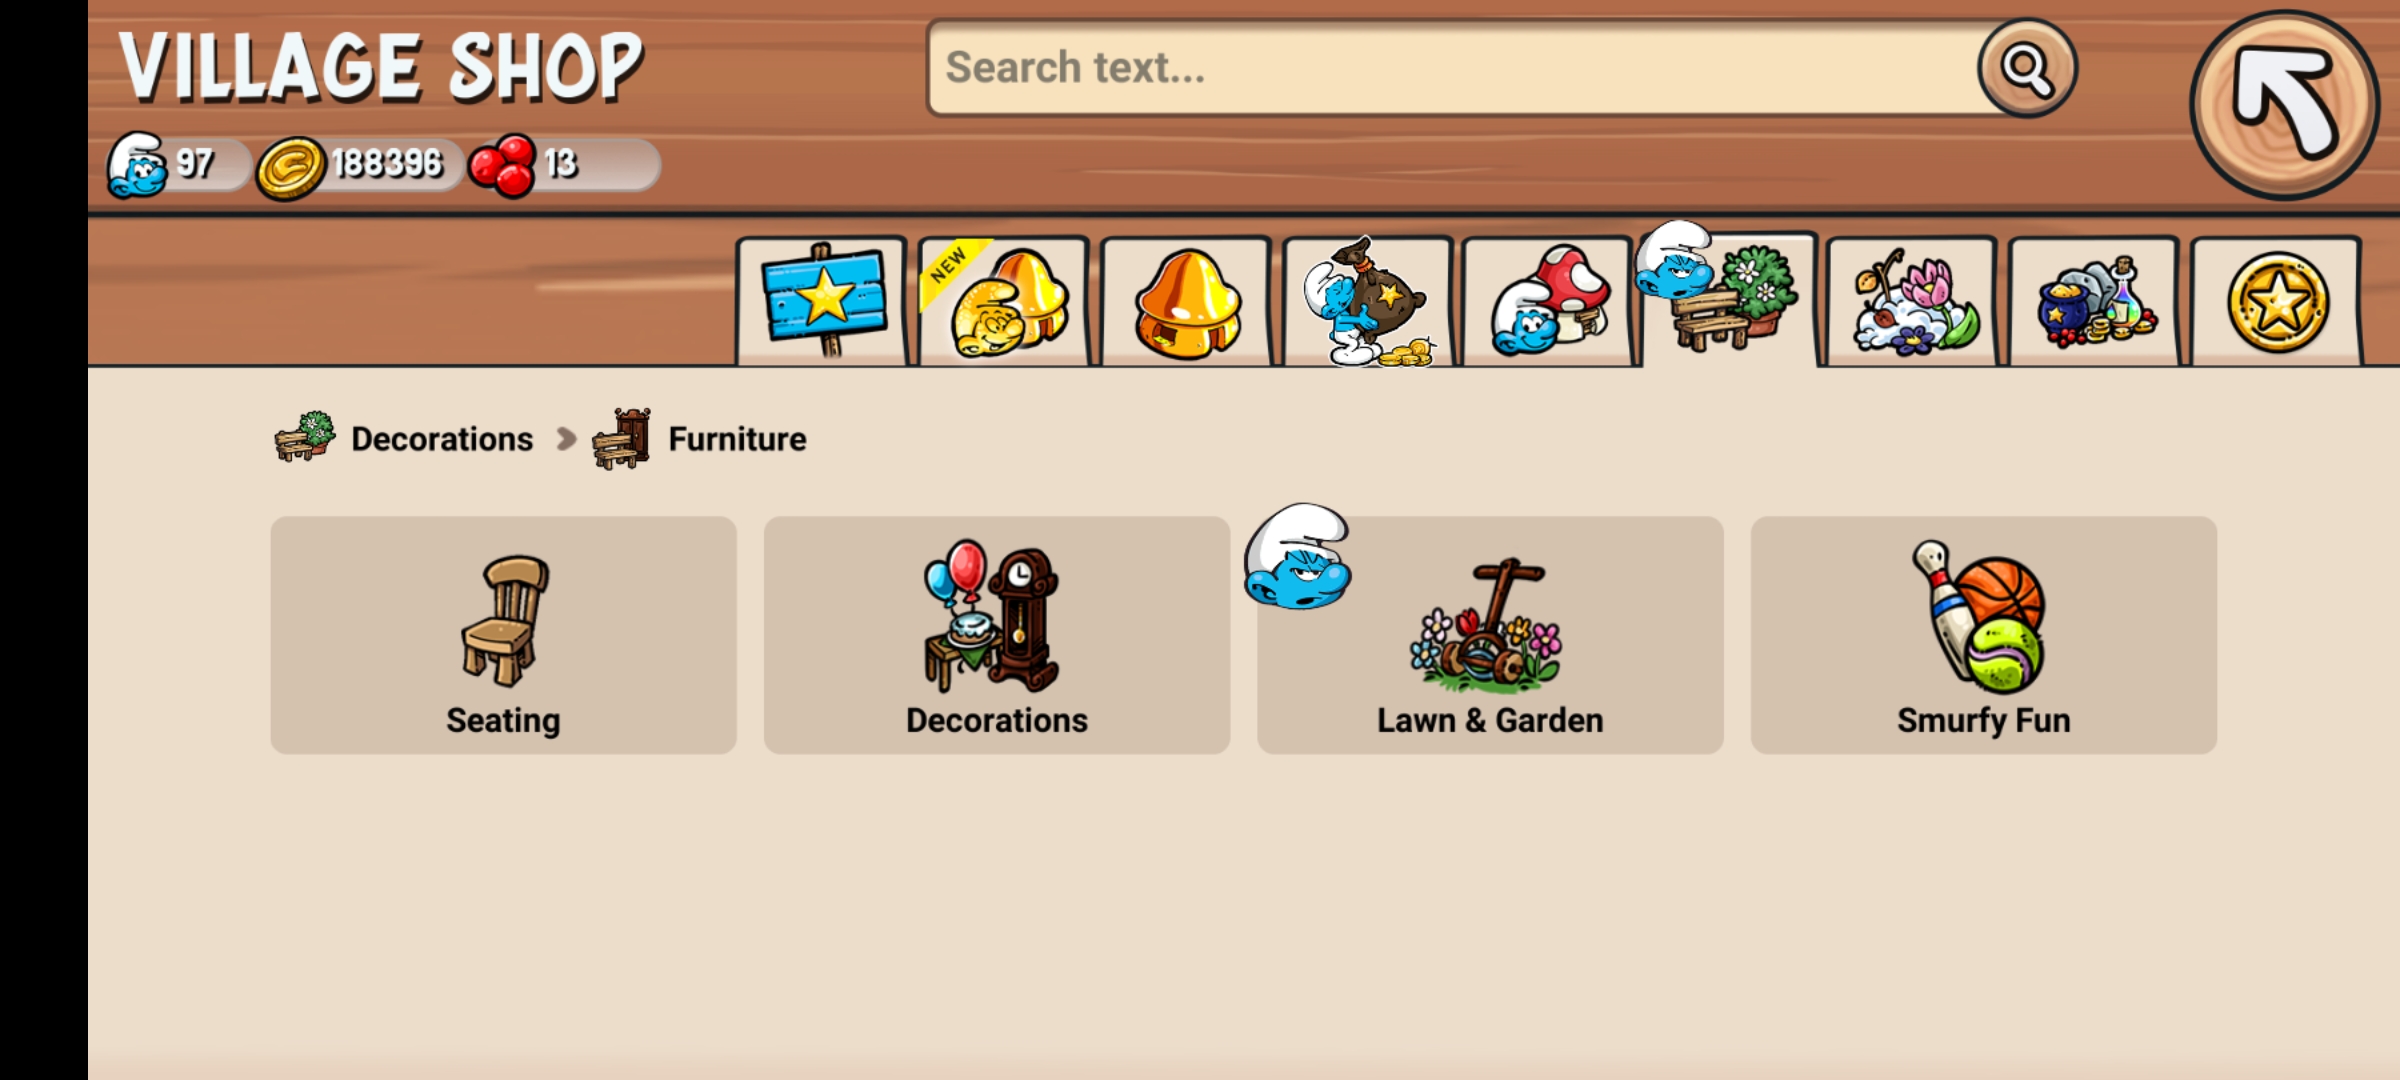 VILLAGE SHOP
Search text...
97 188396 13
NEW
Decorations Furniture
Seating Decorations Lawn & Garden Smurfy Fun